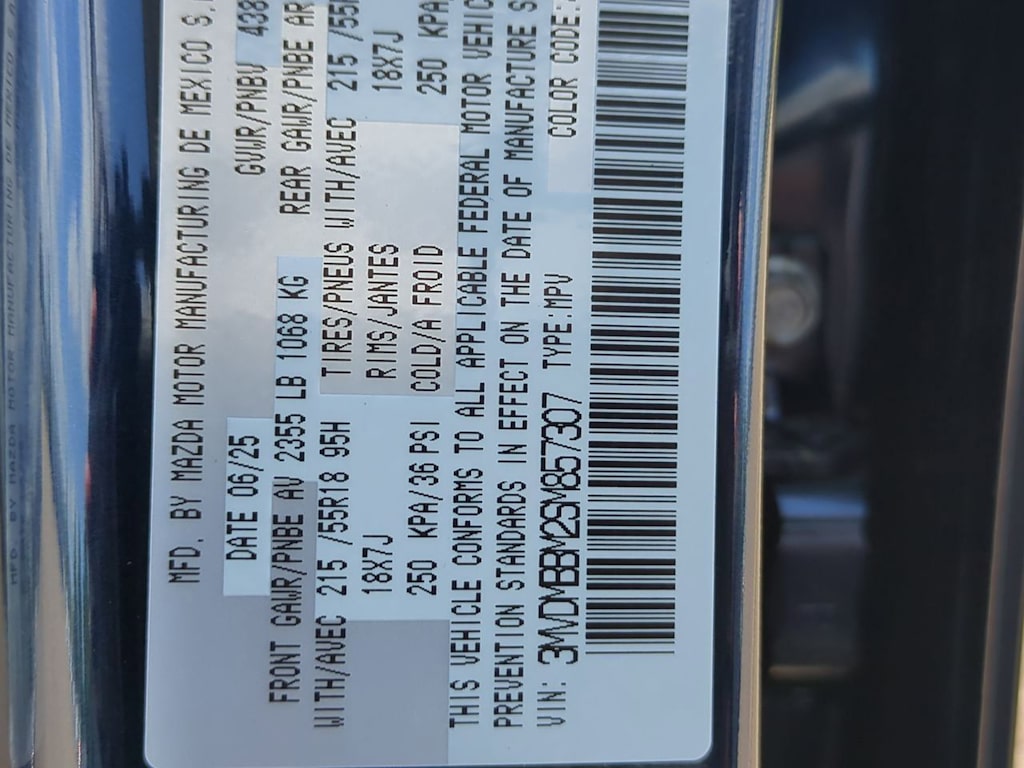 MFD. BY MAZDA MOTOR MANUFACTURING DE MEXICO S.
DATE 06/25 GVWR/PNBV 438
FRONT GAWR/PNBE AV 2355 LB 1068 KG REAR GAWR/PNBE AR
WITH/AVEC 215 /55R18 95H TIRES/PNEUS WITH/AVEC 215 /55
18X7J RIMS/JANTES 18X7J
250 KPA/36 PSI COLD/A FROID 250 KPA
THIS VEHICLE CONFORMS TO ALL APPLICABLE FEDERAL MOTOR VEHIC
PREVENTION STANDARDS IN EFFECT ON THE DATE OF MANUFACTURE S
VIN: 3MVDMBBM2SM857307 TYPE:MPV COLOR CODE: